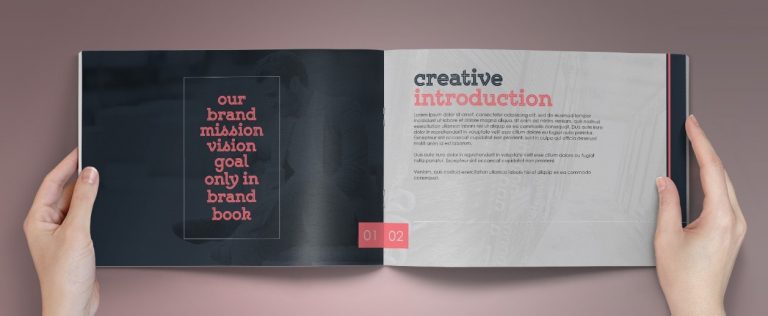 our
brand
mission
vision
goal
only in
brand
book
01
02
creative
introduction
Lorem ipsum dolor sit amet, consectetur adipiscing elit, sed do eiusmod tempor
incididunt ut labore et dolore magna aliqua. Ut enim ad minim veniam, quis nostrud
exercitation ullamco laboris nisi ut aliquip ex ea commodo consequat. Duis aute irure
dolor in reprehenderit in voluptate velit esse cillum dolore eu fugiat nulla pariatur.
Excepteur sint occaecat cupidatat non proident, sunt in culpa qui officia deserunt
mollit anim id est laborum.
Duis aute dolor in reprehenderit in voluptate velit esse cillum dolore eu fugiat
nulla pariatur. Excepteur sint occaecat cupidatat non proident.
Veniam, quis nostrud exercitation ullamco laboris nisi ut aliquip ex ea commodo
consequat.